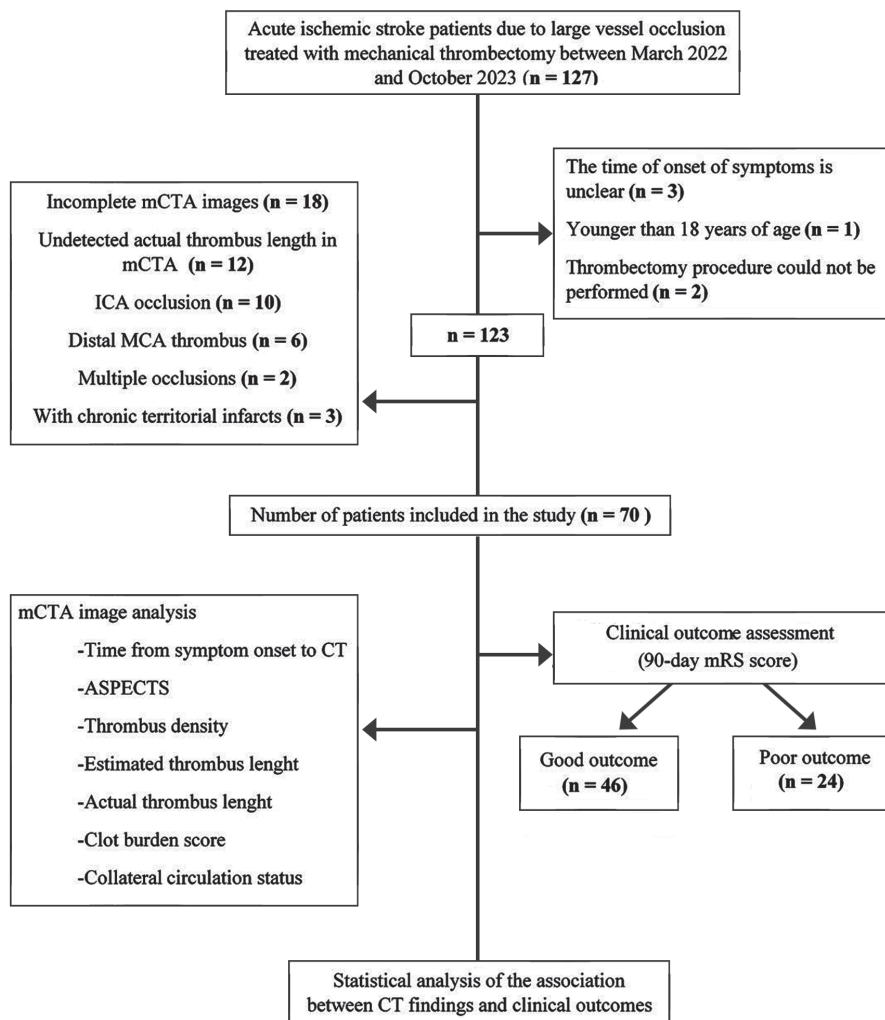 Acute ischemic stroke patients due to large vessel occlusion
treated with mechanical thrombectomy between March 2022
and October 2023 (n = 127)
The time of onset of symptoms is
unclear (n = 3)
Younger than 18 years of age (n = 1)
Thrombectomy procedure could not be
performed (n = 2)
Incomplete mCTA images (n = 18)
Undetected actual thrombus length in
mCTA (n = 12)
ICA occlusion (n = 10)
Distal MCA thrombus (n = 6)
Multiple occlusions (n = 2)
With chronic territorial infarcts (n = 3)
n = 123
Number of patients included in the study (n = 70 )
mCTA image analysis
-Time from symptom onset to CT
-ASPECTS
-Thrombus density
-Estimated thrombus lenght
-Actual thrombus lenght
-Clot burden score
-Collateral circulation status
Clinical outcome assessment
(90-day mRS score)
Good outcome
(n = 46)
Poor outcome
(n = 24)
Statistical analysis of the association
between CT findings and clinical outcomes